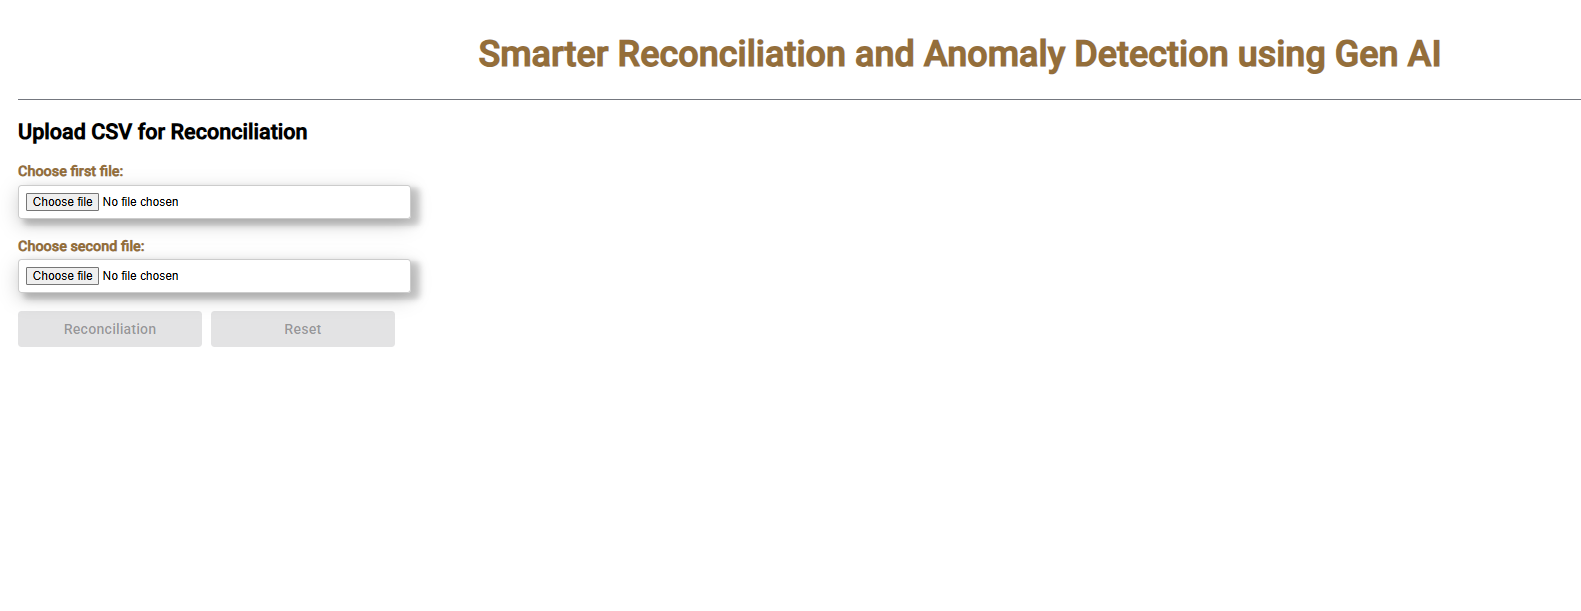 Smarter Reconciliation and Anomaly Detection using Gen AI
Upload CSV for Reconciliation
Choose first file:
Choose file No file chosen
Choose second file:
Choose file No file chosen
Reconciliation Reset